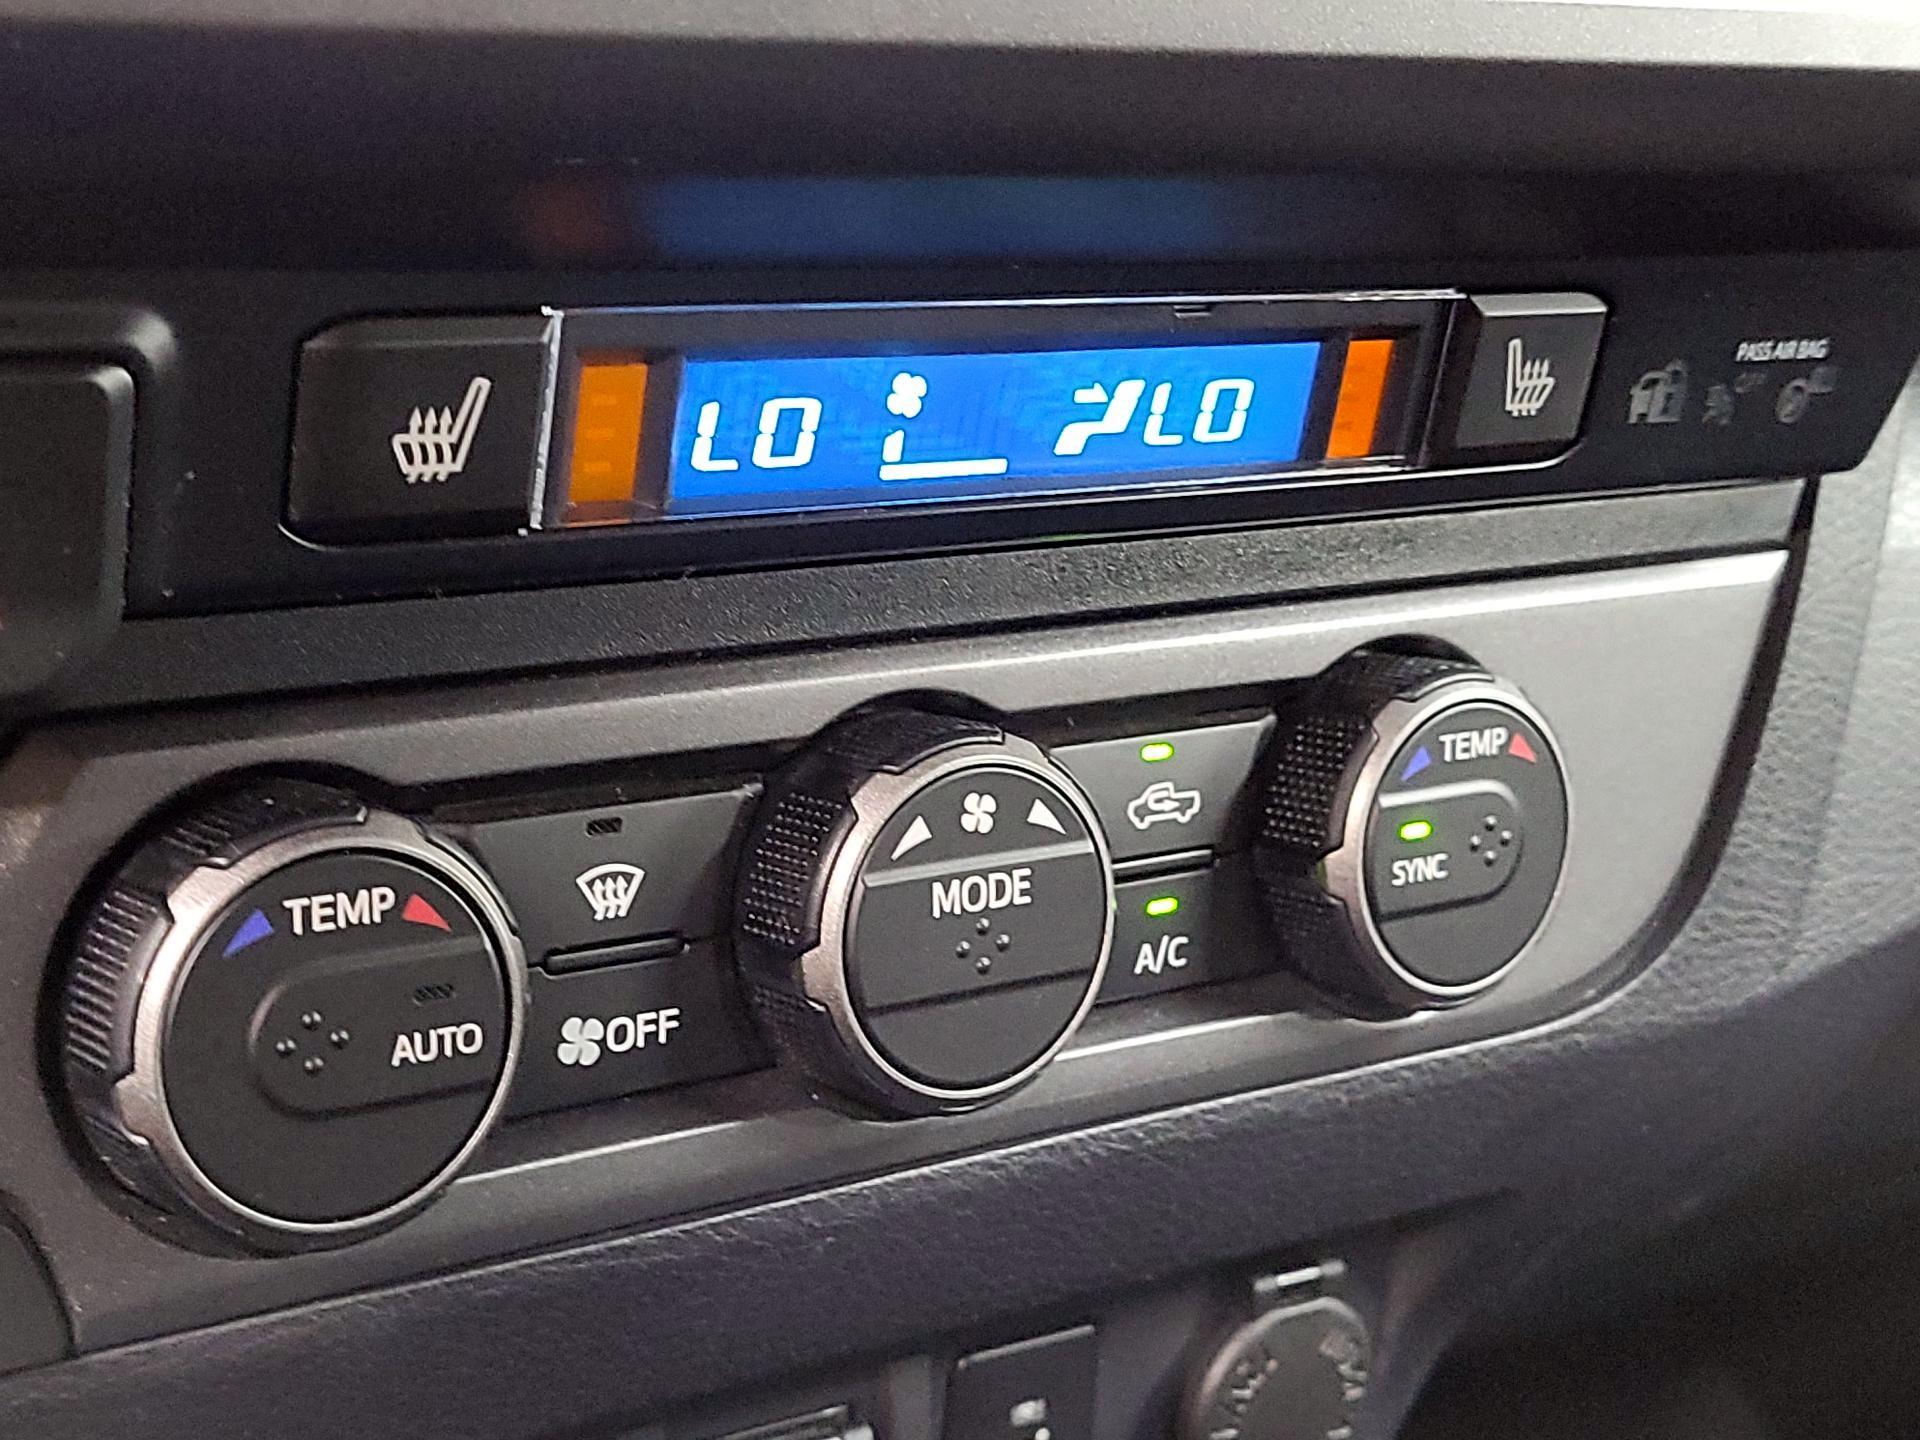 LO LO
PASS AIR BAG
TEMP
AUTO
OFF
MODE
A/C
TEMP
SYNC